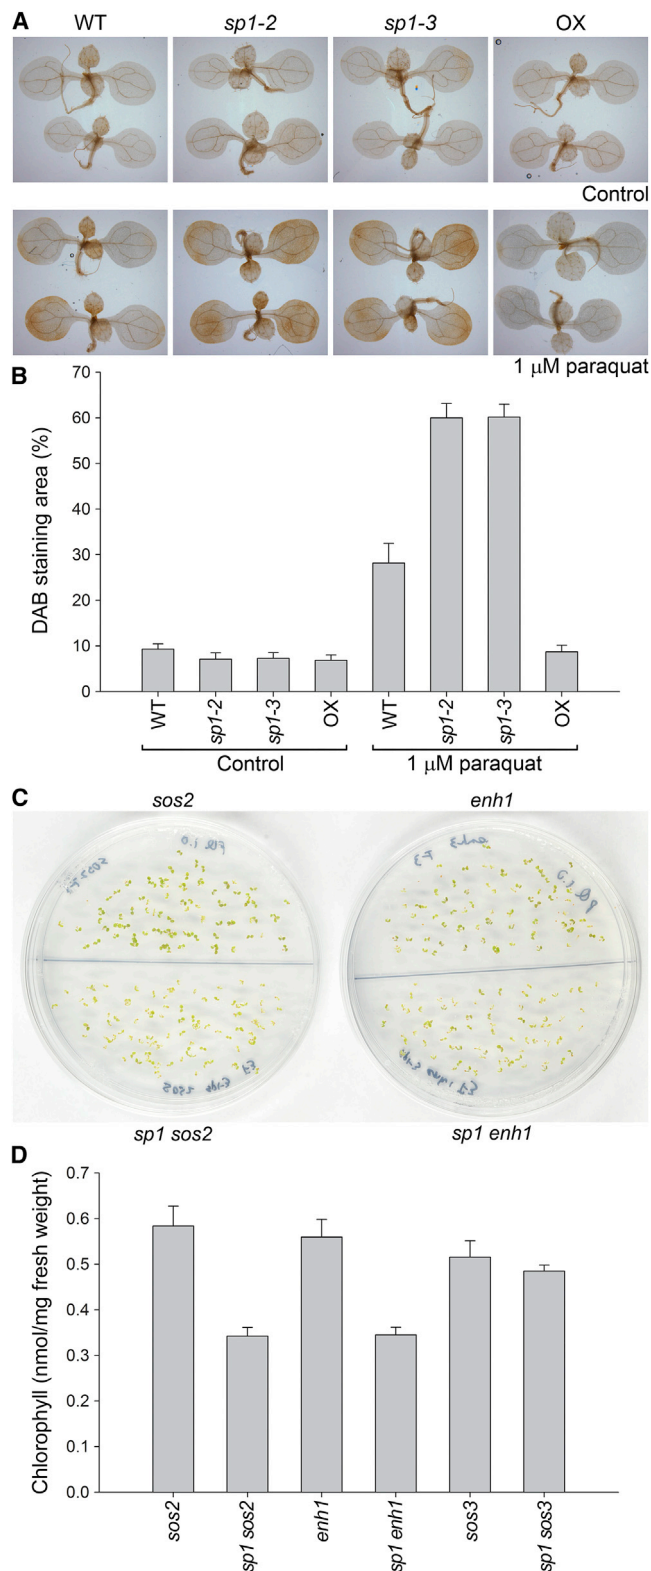 A
WT sp1-2 sp1-3 OX
Control
1 µM paraquat
B
DAB staining area (%)
70
60
50
40
30
20
10
0
WT sp1-2 sp1-3 OX WT sp1-2 sp1-3 OX
Control 1 µM paraquat
C
sos2 enh1
sp1 sos2 sp1 enh1
D
Chlorophyll (nmol/mg fresh weight)
0.7
0.6
0.5
0.4
0.3
0.2
0.1
0.0
sos2 sp1 sos2 enh1 sp1 enh1 sos3 sp1 sos3